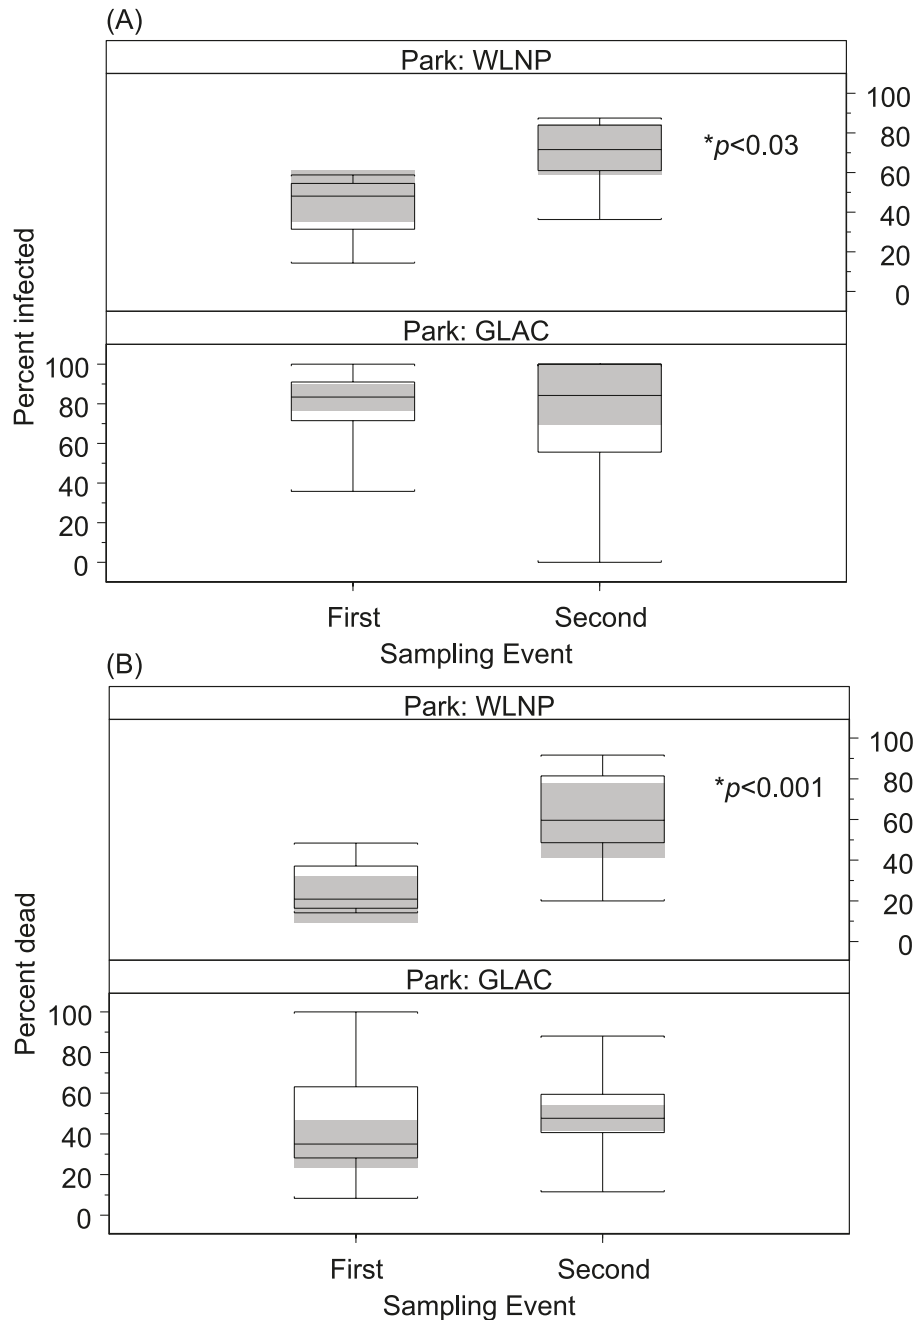 (A)
Park: WLNP
100
80
60
40
20
0
*p<0.03
Percent infected
Park: GLAC
100
80
60
40
20
0
First Second
Sampling Event
(B)
Park: WLNP
100
80
60
40
20
0
*p<0.001
Percent dead
Park: GLAC
100
80
60
40
20
0
First Second
Sampling Event